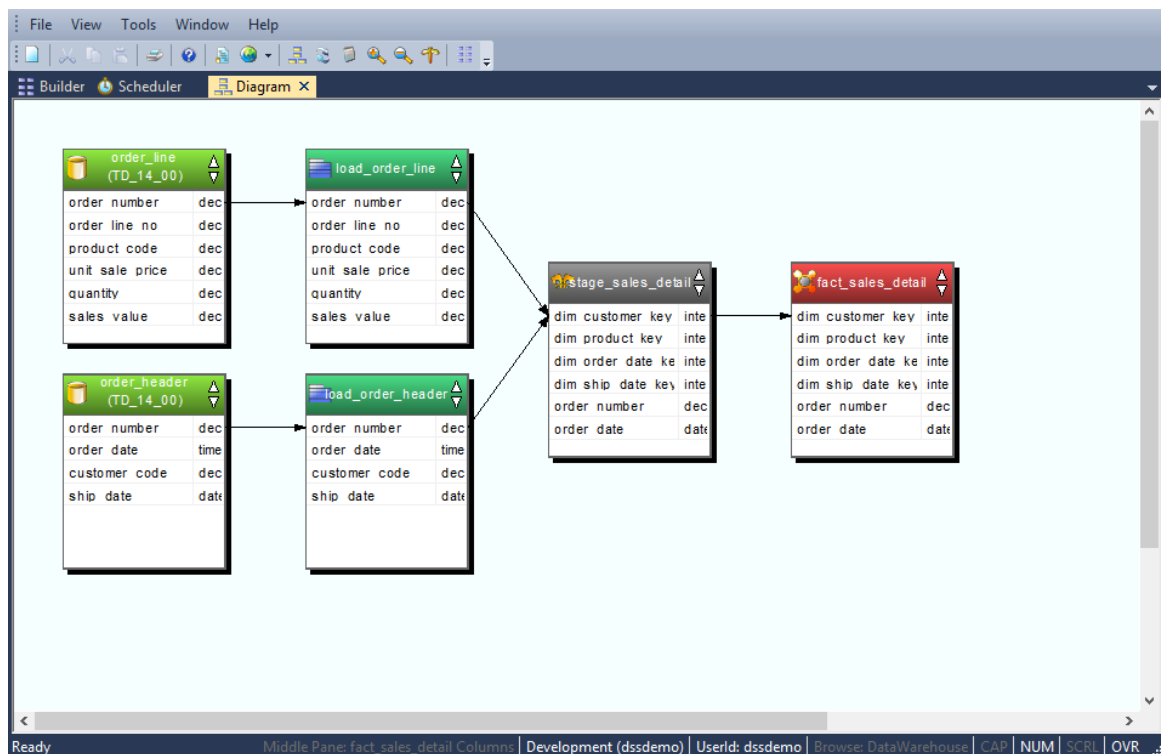 File View Tools Window Help
Builder Scheduler Diagram
order_line
(TD_14_00)
order number dec
order line no dec
product code dec
unit sale price dec
quantity dec
sales value dec
load_order_line
order number dec
order line no dec
product code dec
unit sale price dec
quantity dec
sales value dec
stage_sales_detail
dim customer key inte
dim product key inte
dim order date ke inte
dim ship date key inte
order number dec
order date date
fact_sales_detail
dim customer key inte
dim product key inte
dim order date ke inte
dim ship date key inte
order number dec
order date date
order_header
(TD_14_00)
order number dec
order date time
customer code dec
ship date date
load_order_header
order number dec
order date time
customer code dec
ship date date
Ready Middle Pane: fact_sales_detail Columns Development (dssdemo) UserId: dssdemo Browse: DataWarehouse CAP NUM SCRL OVR